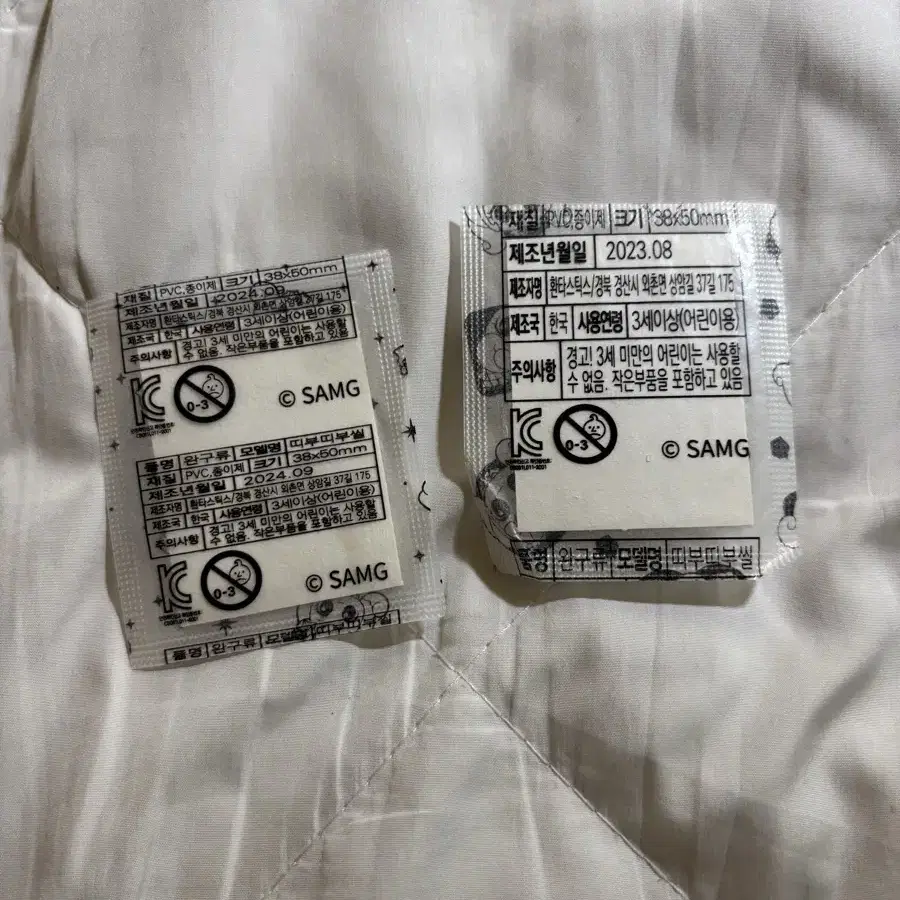 재질 PVC,종이제 크기 38x50mm
제조년월일 2024.09
제조자명 환타스틱스/경북 경산시 외촌면 상암길 37길 175
제조국 한국 사용연령 3세이상(어린이용)
주의사항 경고! 3세 미만의 어린이는 사용할
수 없음. 작은부품을 포함하고 있음
0-3
© SAMG
품명 완구류 모델명 띠부띠부씰
재질 PVC,종이제 크기 38x50mm
제조년월일 2024.09
제조자명 환타스틱스/경북 경산시 외촌면 상암길 37길 175
제조국 한국 사용연령 3세이상(어린이용)
주의사항 경고! 3세 미만의 어린이는 사용할
수 없음. 작은부품을 포함하고 있음
0-3
© SAMG
품명 완구류 모델명 띠부띠부씰
재질 PVC,종이제 크기 38x50mm
제조년월일 2023.08
제조자명 환타스틱스/경북 경산시 외촌면 상암길 37길 175
제조국 한국 사용연령 3세이상(어린이용)
주의사항 경고! 3세 미만의 어린이는 사용할
수 없음. 작은부품을 포함하고 있음
0-3
© SAMG
품명 완구류 모델명 띠부띠부씰